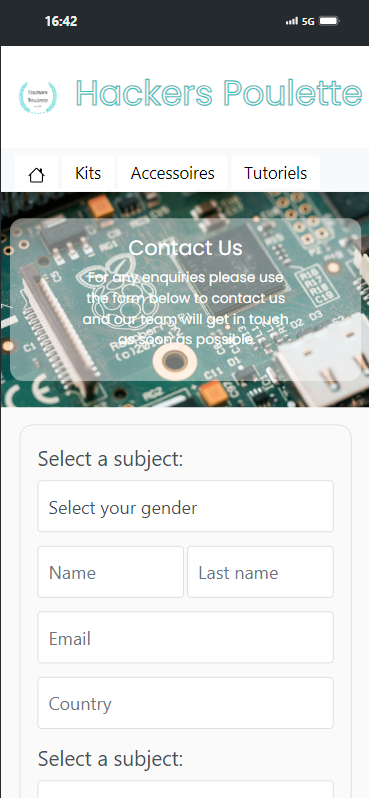 16:42
5G
Hackers
Poulette
Hackers Poulette
Kits
Accessoires
Tutoriels
Contact Us
For any enquiries please use
the form below to contact us
and our team will get in touch
as soon as possible.
Select a subject:
Select your gender
Name
Last name
Email
Country
Select a subject: